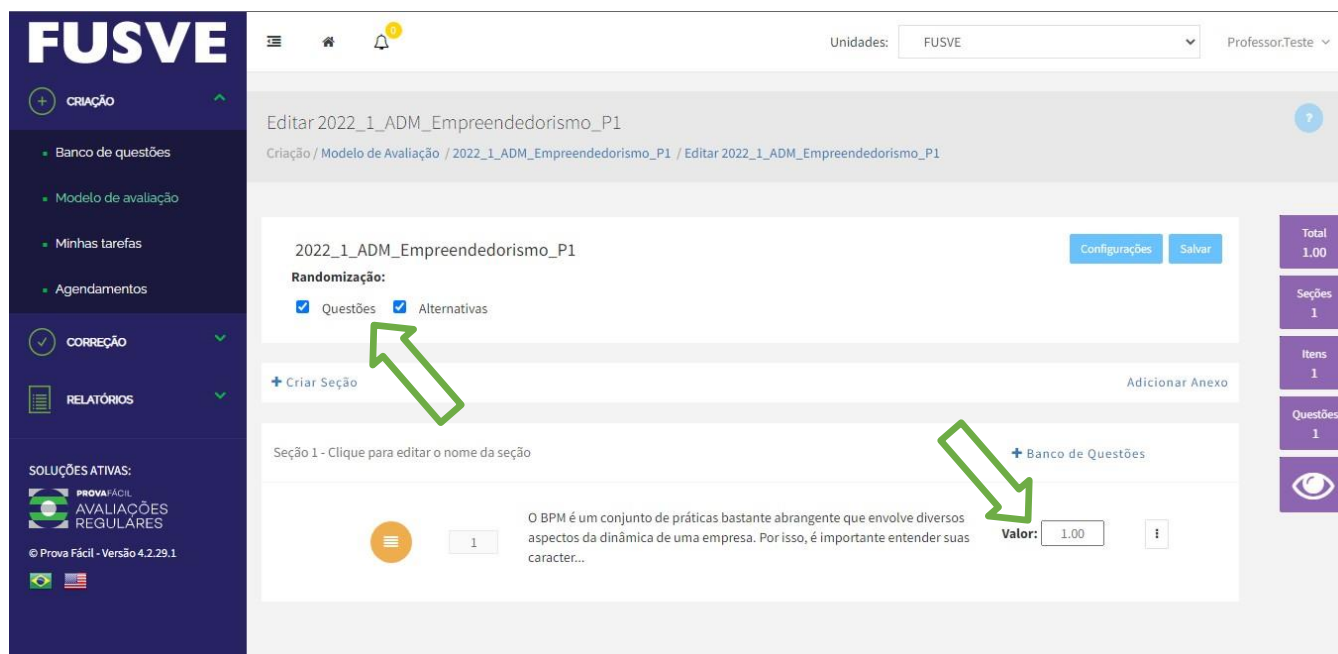 FUSVE
0
Unidades: FUSVE
Professor.Teste
CRIAÇÃO
Banco de questões
Modelo de avaliação
Minhas tarefas
Agendamentos
CORREÇÃO
RELATÓRIOS
SOLUÇÕES ATIVAS:
PROVAFÁCIL
AVALIAÇÕES
REGULARES
© Prova Fácil - Versão 4.2.29.1
Editar 2022_1_ADM_Empreendedorismo_P1
?
Criação / Modelo de Avaliação / 2022_1_ADM_Empreendedorismo_P1 / Editar 2022_1_ADM_Empreendedorismo_P1
2022_1_ADM_Empreendedorismo_P1
Configurações
Salvar
Randomização:
Questões Alternativas
+ Criar Seção
Adicionar Anexo
Seção 1 - Clique para editar o nome da seção
+ Banco de Questões
1
O BPM é um conjunto de práticas bastante abrangente que envolve diversos
aspectos da dinâmica de uma empresa. Por isso, é importante entender suas
caracter...
Valor: 1.00
Total
1.00
Seções
1
Itens
1
Questões
1